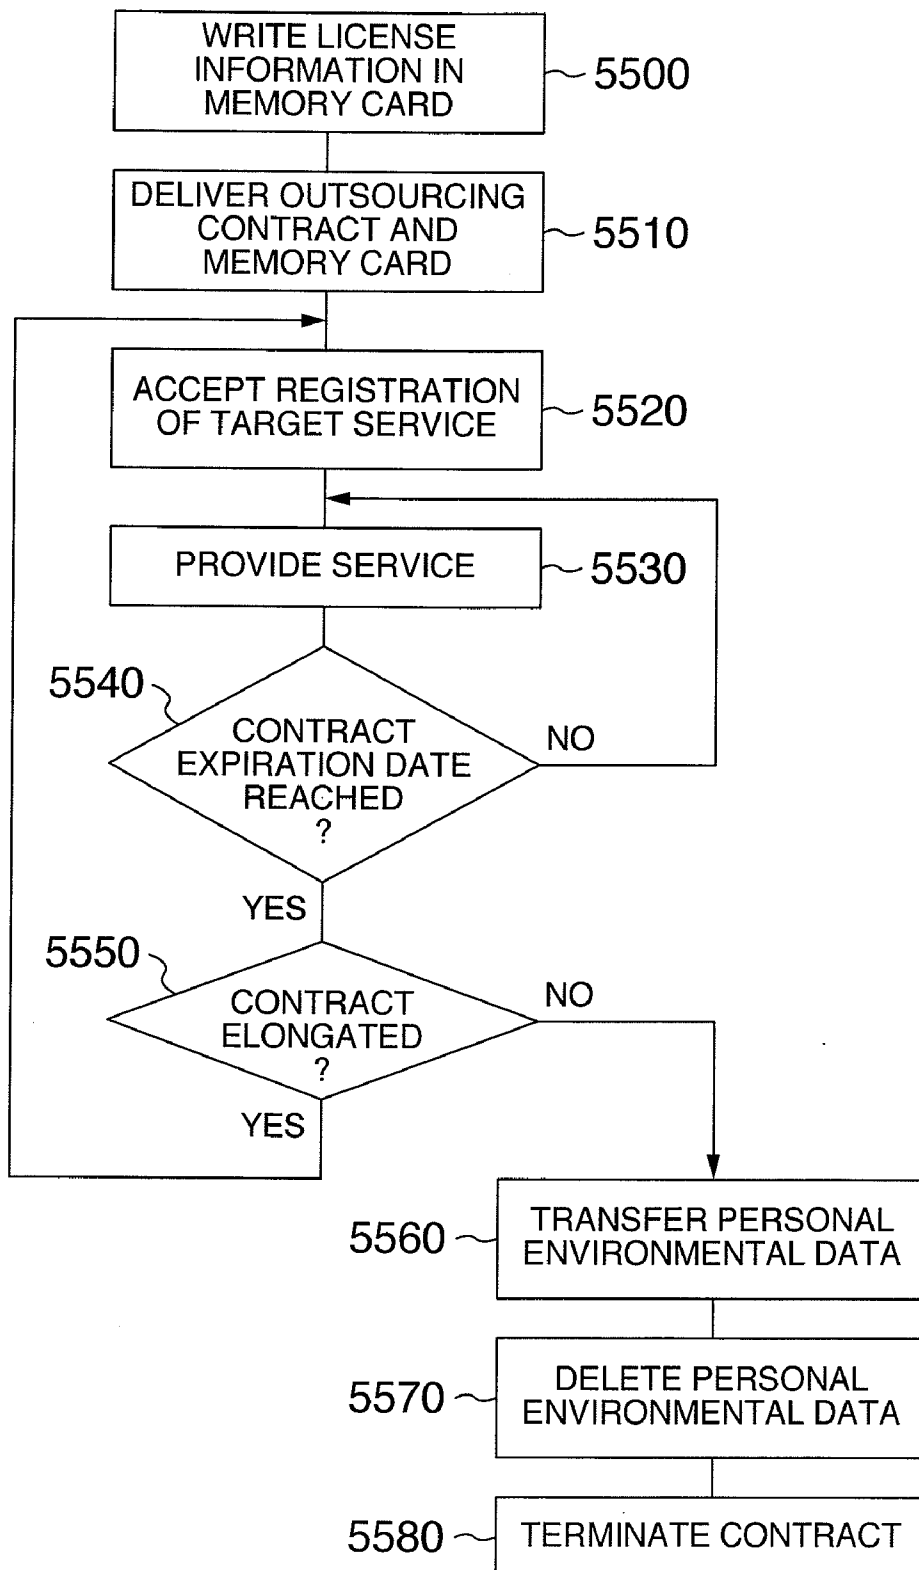 WRITE LICENSE
INFORMATION IN
MEMORY CARD
5500
DELIVER OUTSOURCING
CONTRACT AND
MEMORY CARD
5510
ACCEPT REGISTRATION
OF TARGET SERVICE
5520
PROVIDE SERVICE
5530
5540
CONTRACT
EXPIRATION DATE
REACHED
?
NO
YES
5550
CONTRACT
ELONGATED
?
NO
YES
5560
TRANSFER PERSONAL
ENVIRONMENTAL DATA
5570
DELETE PERSONAL
ENVIRONMENTAL DATA
5580
TERMINATE CONTRACT